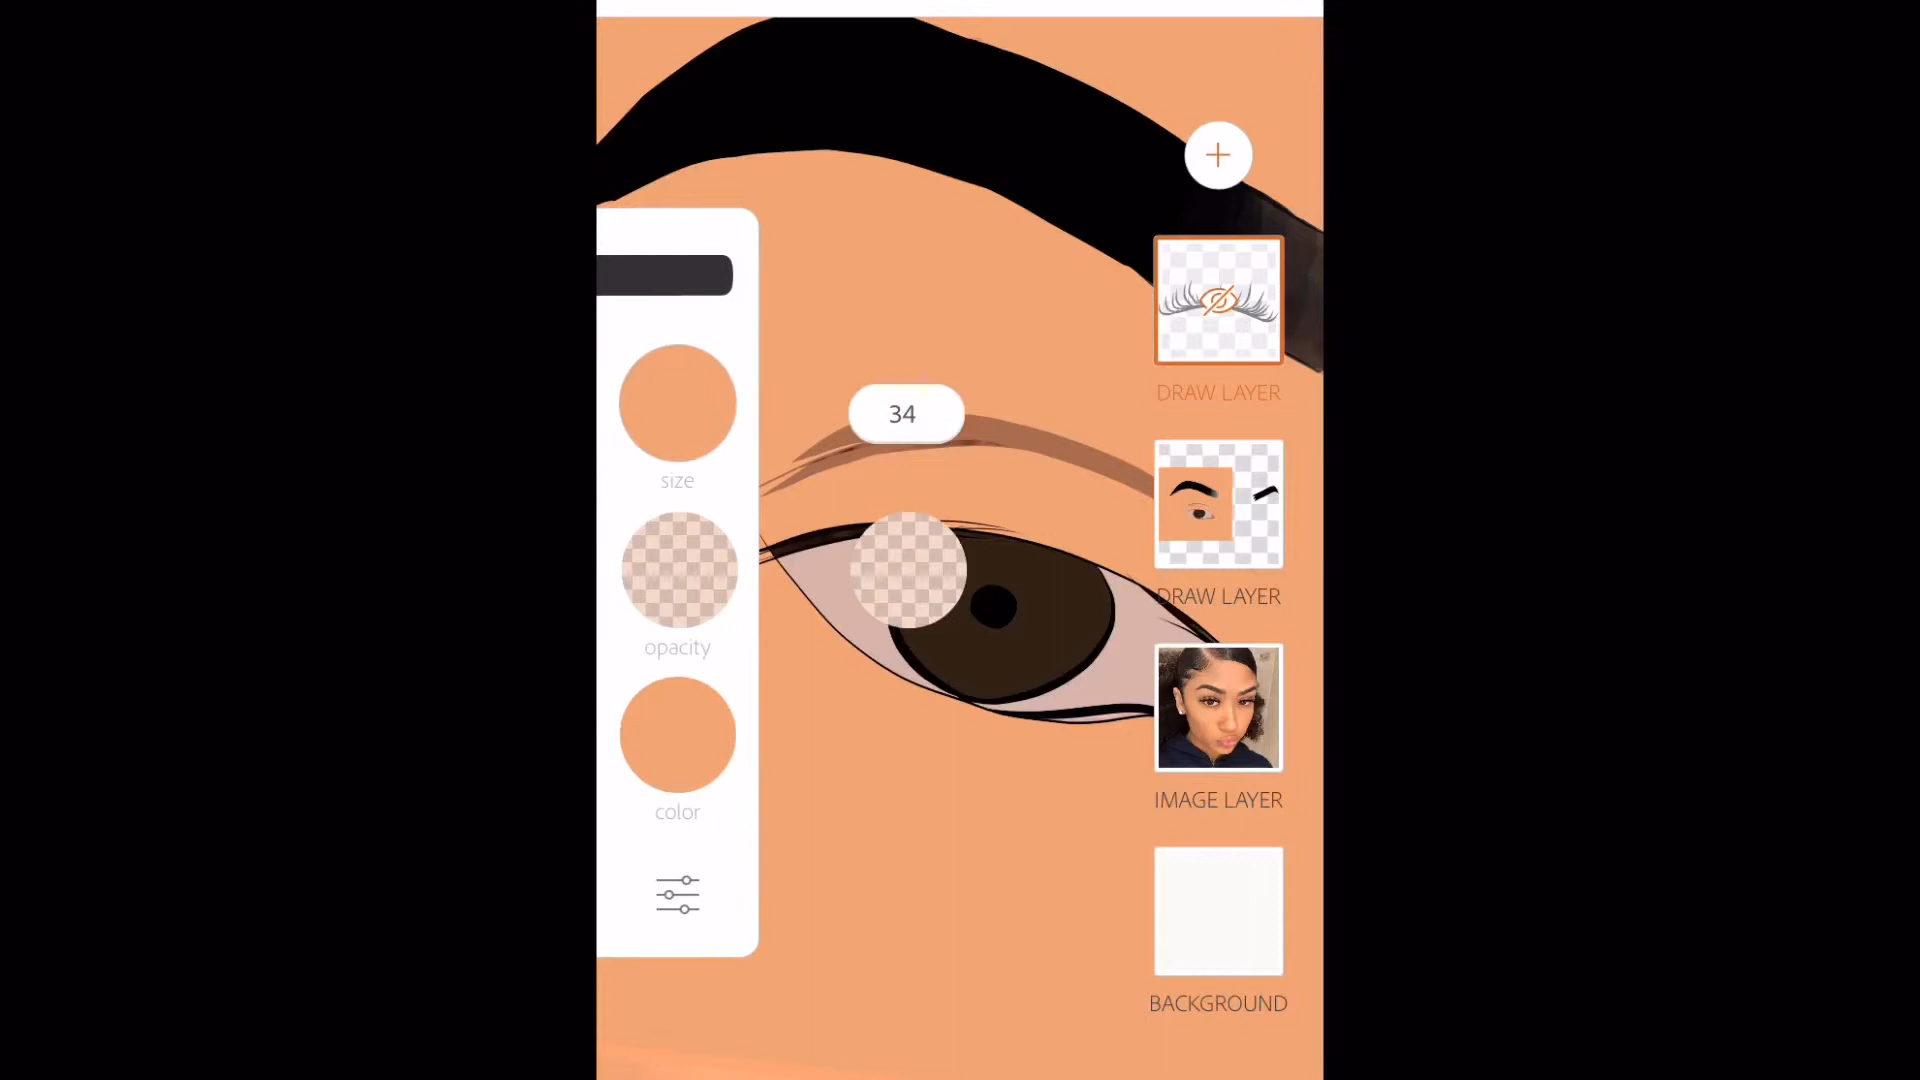 DRAW LAYER
34
size
DRAW LAYER
opacity
IMAGE LAYER
color
BACKGROUND